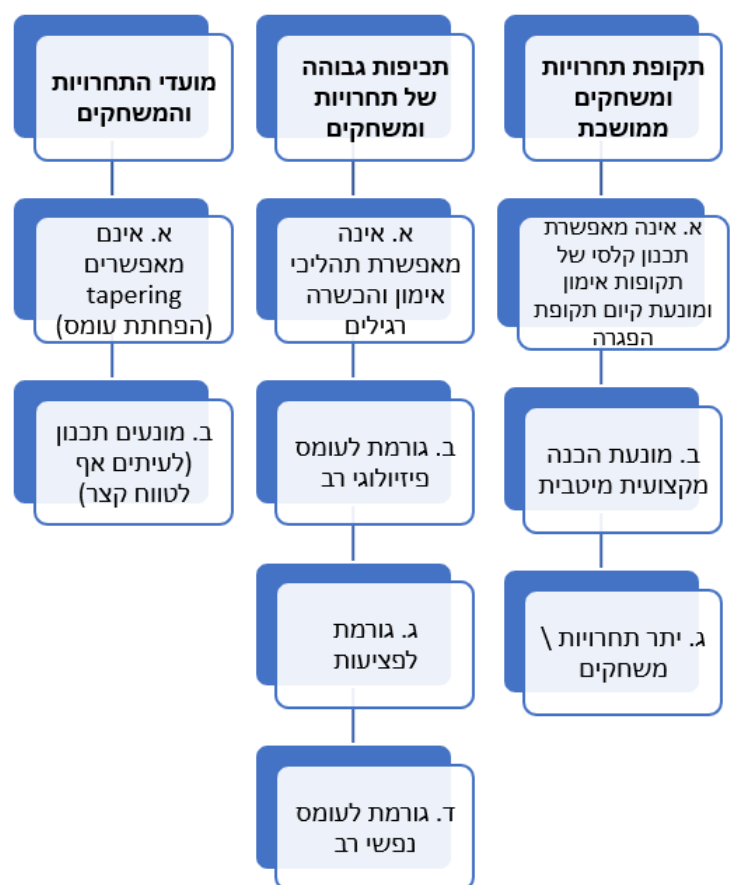 תקופת תחרויות
ומשחקים
ממושכת
א. אינה מאפשרת
תכנון קלסי של
תקופות אימון
ומונעת קיום תקופת
הפגרה
ב. מונעת הכנה
מקצועית מיטבית
ג. יתר תחרויות \
משחקים
תכיפות גבוהה
של תחרויות
ומשחקים
א. אינה
מאפשרת תהליכי
אימון והכשרה
רגילים
ב. גורמת לעומס
פיזיולוגי רב
ג. גורמת
לפציעות
ד. גורמת לעומס
נפשי רב
מועדי התחרויות
והמשחקים
א. אינם
מאפשרים
tapering
(הפחתת עומס)
ב. מונעים תכנון
(לעיתים אף
לטווח קצר)